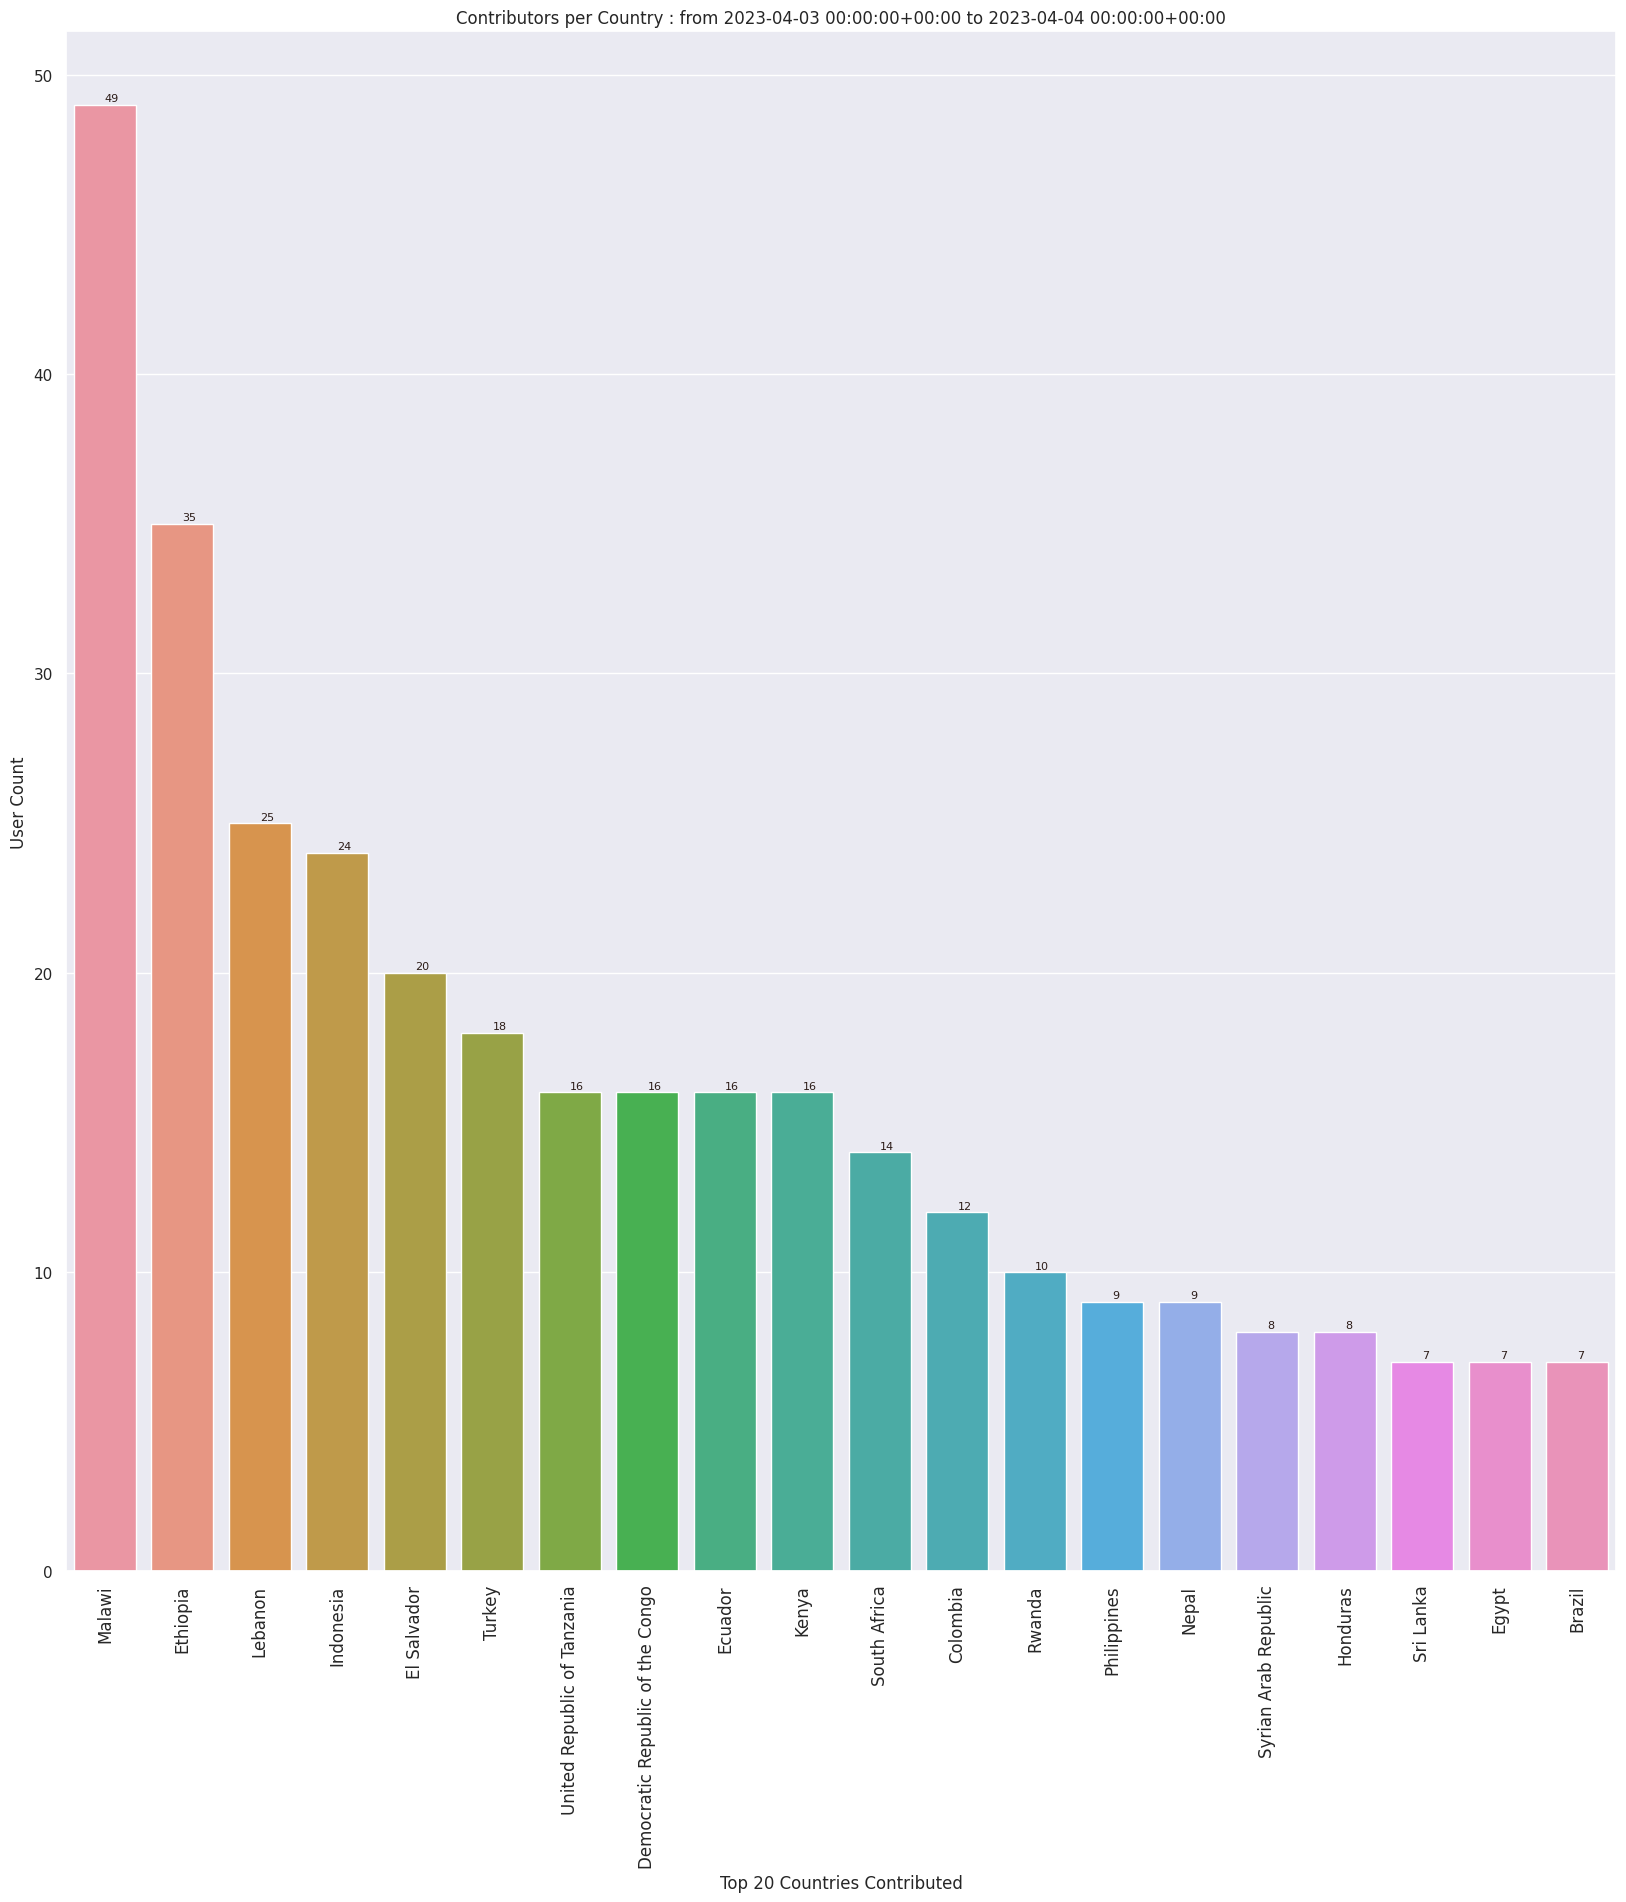 Contributors per Country : from 2023-04-03 00:00:00+00:00 to 2023-04-04 00:00:00+00:00
User Count
50
40
30
20
10
0
49
35
25
24
20
18
16
16
16
16
14
12
10
9
9
8
8
7
7
7
Malawi
Ethiopia
Lebanon
Indonesia
El Salvador
Turkey
United Republic of Tanzania
Democratic Republic of the Congo
Ecuador
Kenya
South Africa
Colombia
Rwanda
Philippines
Nepal
Syrian Arab Republic
Honduras
Sri Lanka
Egypt
Brazil
Top 20 Countries Contributed